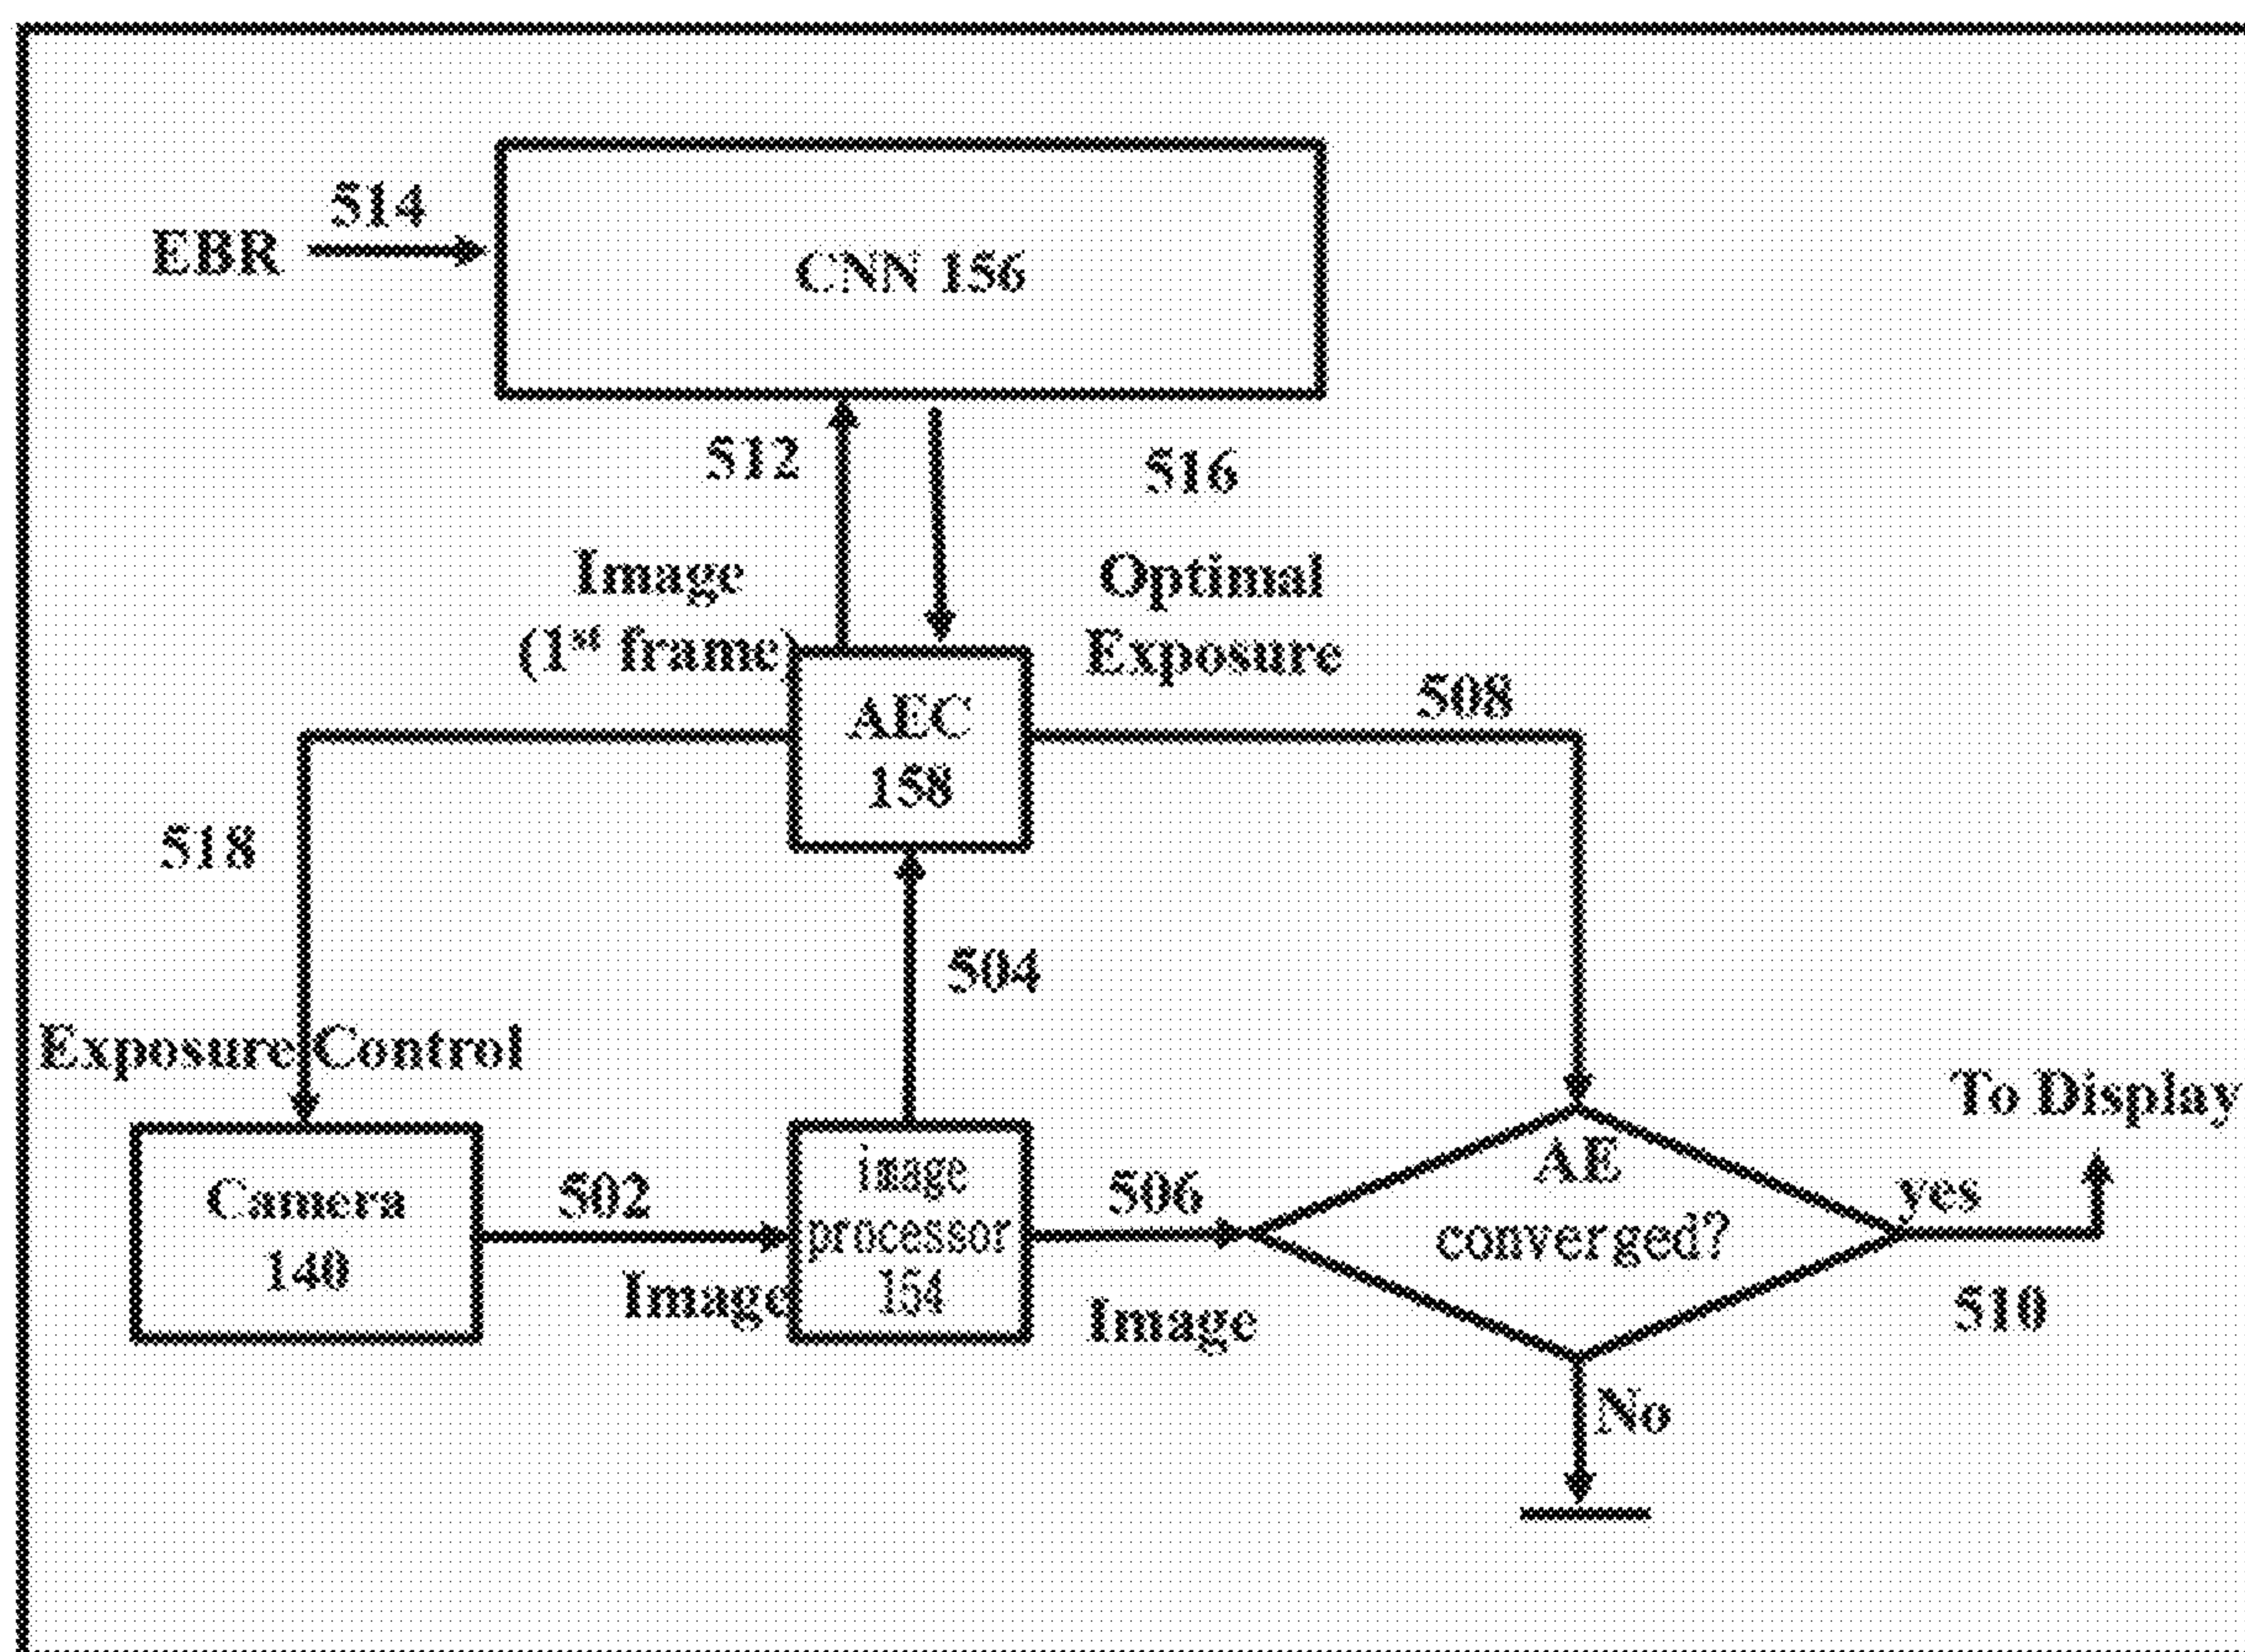 514
EBR
CNN 156
512
516
Image
(1st frame)
Optimal
Exposure
508
AEC
158
518
504
Exposure Control
To Display
Camera
140
502
Image
image
processor
154
506
Image
AE
converged?
yes
510
No